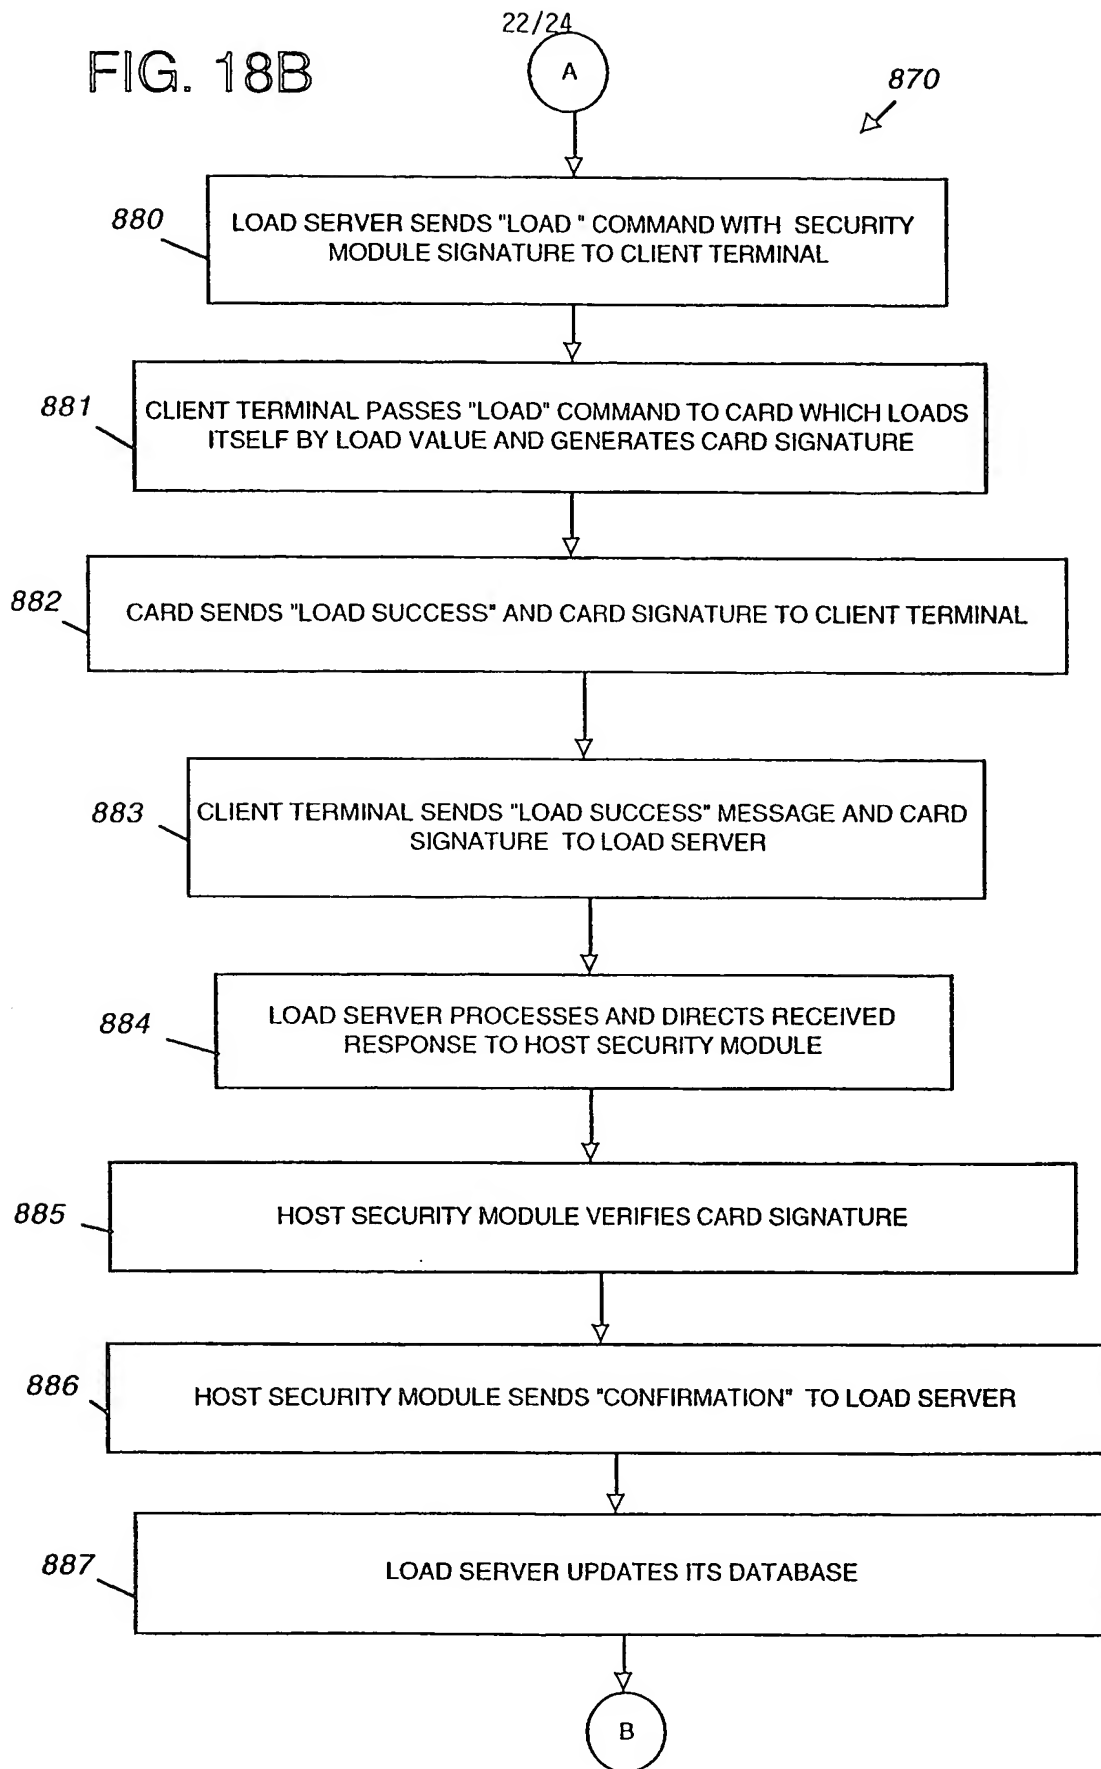 22/24
FIG. 18B
A
870
880
LOAD SERVER SENDS "LOAD " COMMAND WITH SECURITY
MODULE SIGNATURE TO CLIENT TERMINAL
881
CLIENT TERMINAL PASSES "LOAD" COMMAND TO CARD WHICH LOADS
ITSELF BY LOAD VALUE AND GENERATES CARD SIGNATURE
882
CARD SENDS "LOAD SUCCESS" AND CARD SIGNATURE TO CLIENT TERMINAL
883
CLIENT TERMINAL SENDS "LOAD SUCCESS" MESSAGE AND CARD
SIGNATURE TO LOAD SERVER
884
LOAD SERVER PROCESSES AND DIRECTS RECEIVED
RESPONSE TO HOST SECURITY MODULE
885
HOST SECURITY MODULE VERIFIES CARD SIGNATURE
886
HOST SECURITY MODULE SENDS "CONFIRMATION" TO LOAD SERVER
887
LOAD SERVER UPDATES ITS DATABASE
B